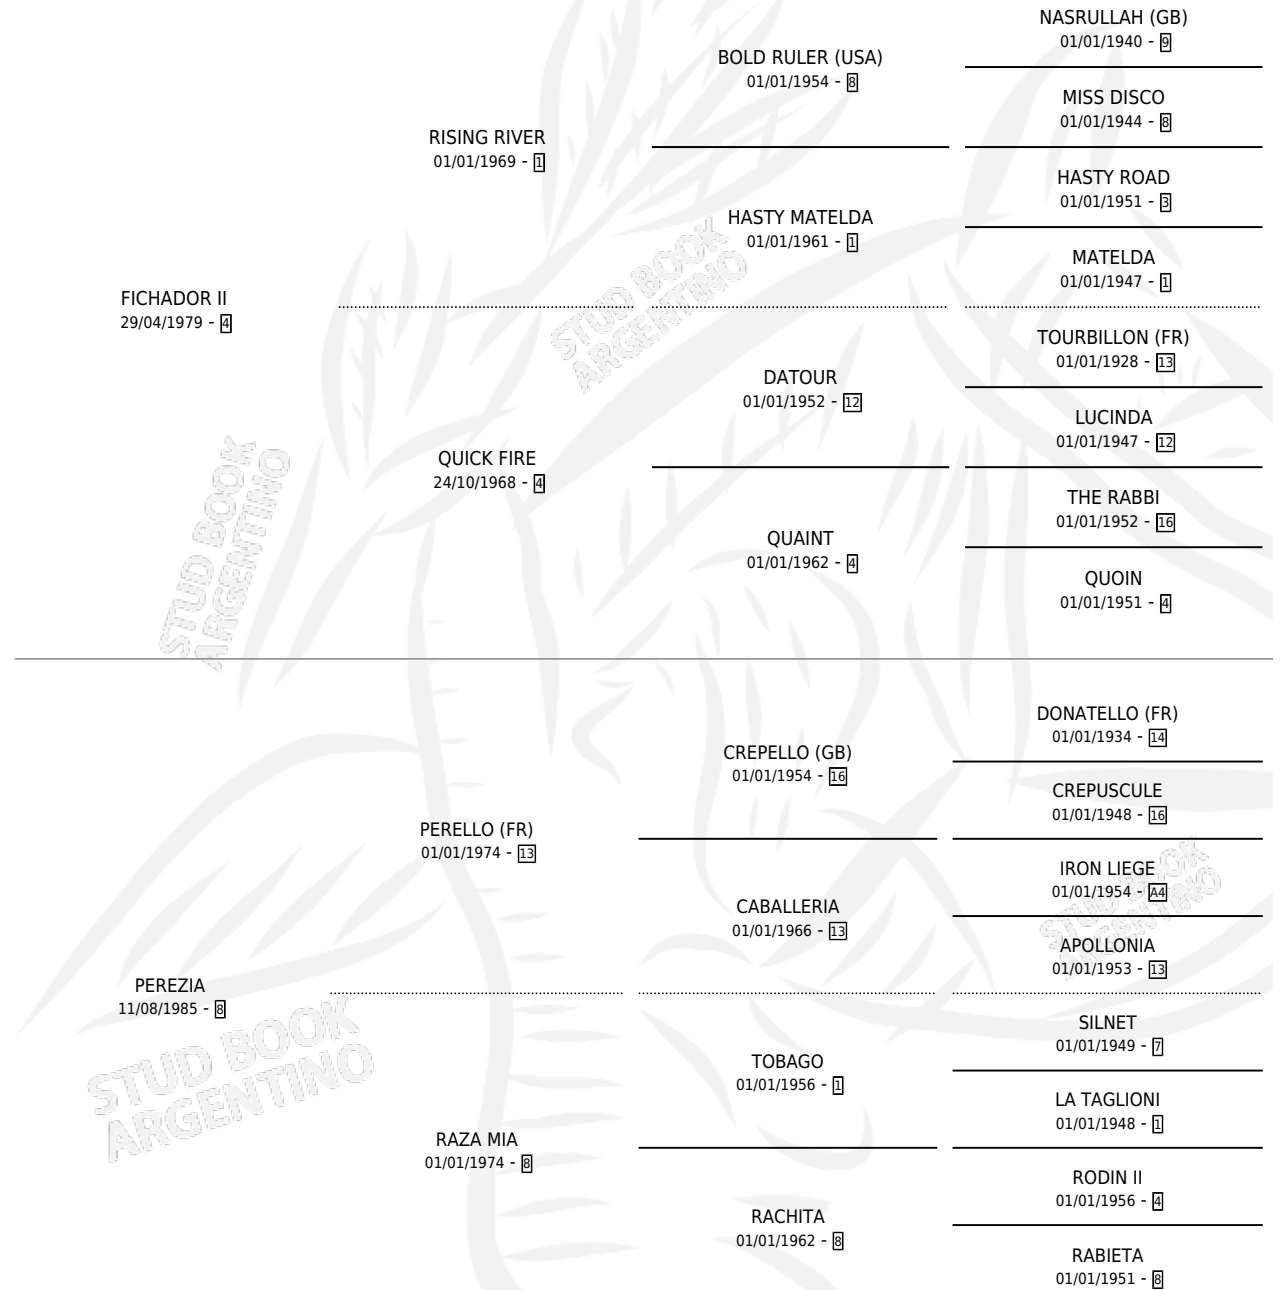 NASRULLAH (GB)
01/01/1940 - 9
BOLD RULER (USA)
01/01/1954 - 8
MISS DISCO
01/01/1944 - 8
RISING RIVER
01/01/1969 - 1
HASTY ROAD
01/01/1951 - 3
HASTY MATELDA
01/01/1961 - 1
MATELDA
01/01/1947 - 1
FICHADOR II
29/04/1979 - 4
TOURBILLON (FR)
01/01/1928 - 13
DATOUR
01/01/1952 - 12
LUCINDA
01/01/1947 - 12
QUICK FIRE
24/10/1968 - 4
THE RABBI
01/01/1952 - 16
QUAINT
01/01/1962 - 4
QUOIN
01/01/1951 - 4
DONATELLO (FR)
01/01/1934 - 14
CREPELLO (GB)
01/01/1954 - 16
CREPUSCULE
01/01/1948 - 16
PERELLO (FR)
01/01/1974 - 13
IRON LIEGE
01/01/1954 - A4
CABALLERIA
01/01/1966 - 13
APOLLONIA
01/01/1953 - 13
PEREZIA
11/08/1985 - 8
SILNET
01/01/1949 - 7
TOBAGO
01/01/1956 - 1
LA TAGLIONI
01/01/1948 - 1
RAZA MIA
01/01/1974 - 8
RODIN II
01/01/1956 - 4
RACHITA
01/01/1962 - 8
RABIETA
01/01/1951 - 8
STUD BOOK
ARGENTINO
STUD BOOK
ARGENTINO
STUD BOOK
ARGENTINO
STUD BOOK
ARGENTINO